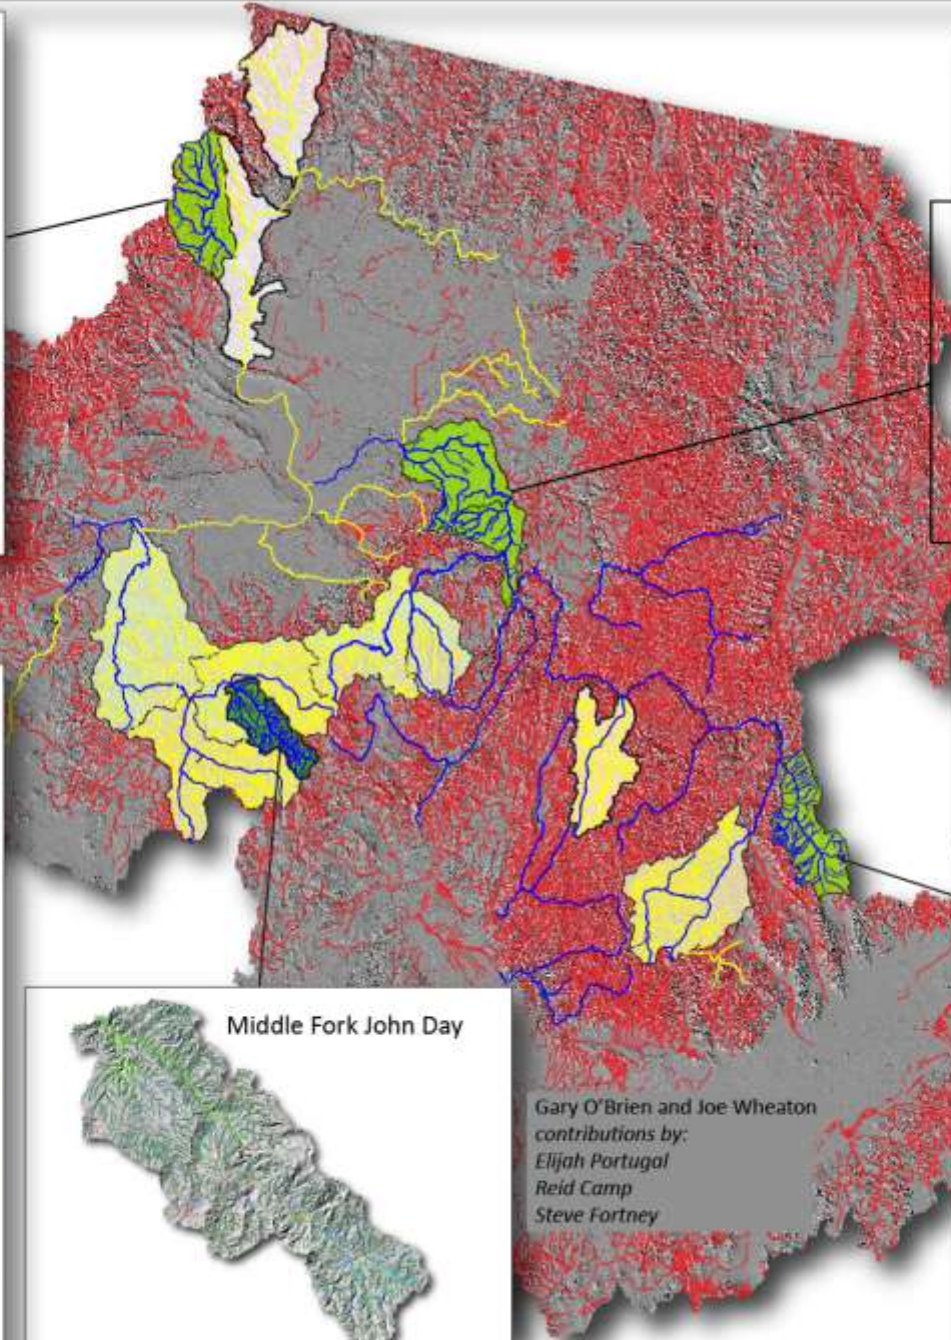 Middle Fork John Day
Gary O'Brien and Joe Wheaton
contributions by:
Elijah Portugal
Reid Camp
Steve Fortney